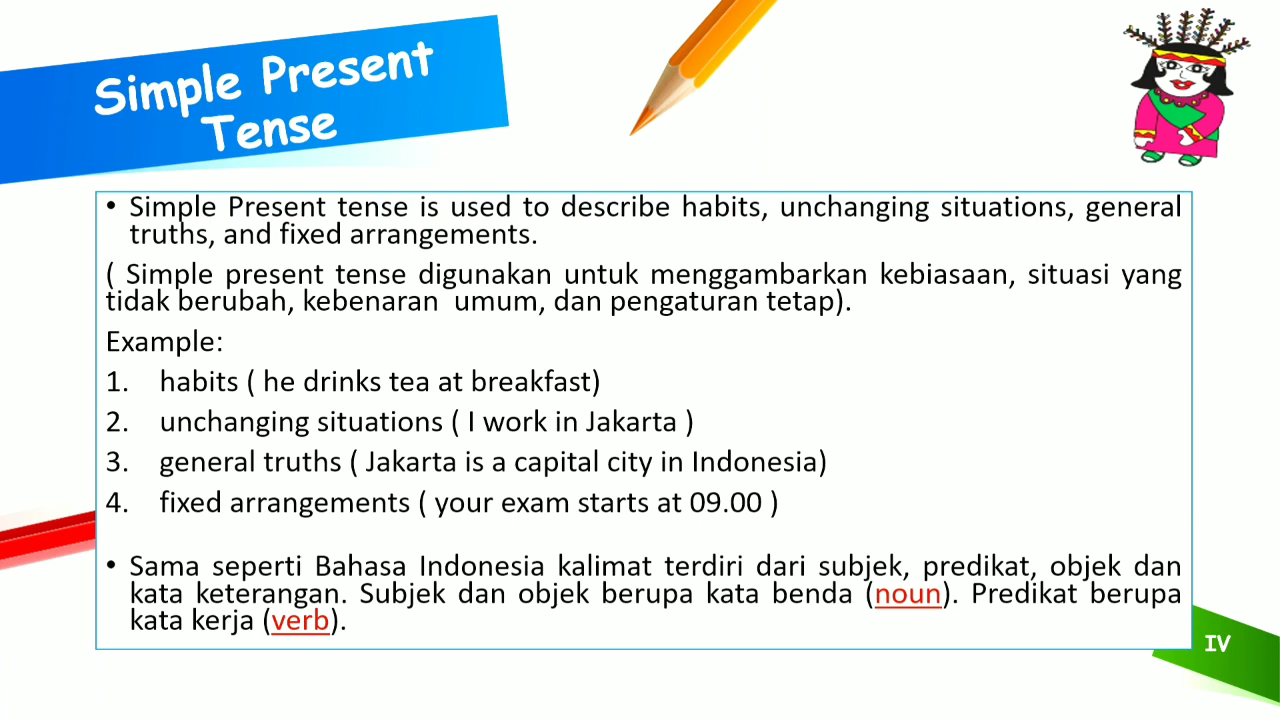 Simple Present
Tense
• Simple Present tense is used to describe habits, unchanging situations, general
truths, and fixed arrangements.
( Simple present tense digunakan untuk menggambarkan kebiasaan, situasi yang
tidak berubah, kebenaran  umum, dan pengaturan tetap).
Example:
1. habits ( he drinks tea at breakfast)
2. unchanging situations ( I work in Jakarta )
3. general truths ( Jakarta is a capital city in Indonesia)
4. fixed arrangements ( your exam starts at 09.00 )
• Sama seperti Bahasa Indonesia kalimat terdiri dari subjek, predikat, objek dan
kata keterangan. Subjek dan objek berupa kata benda (noun). Predikat berupa
kata kerja (verb).
IV